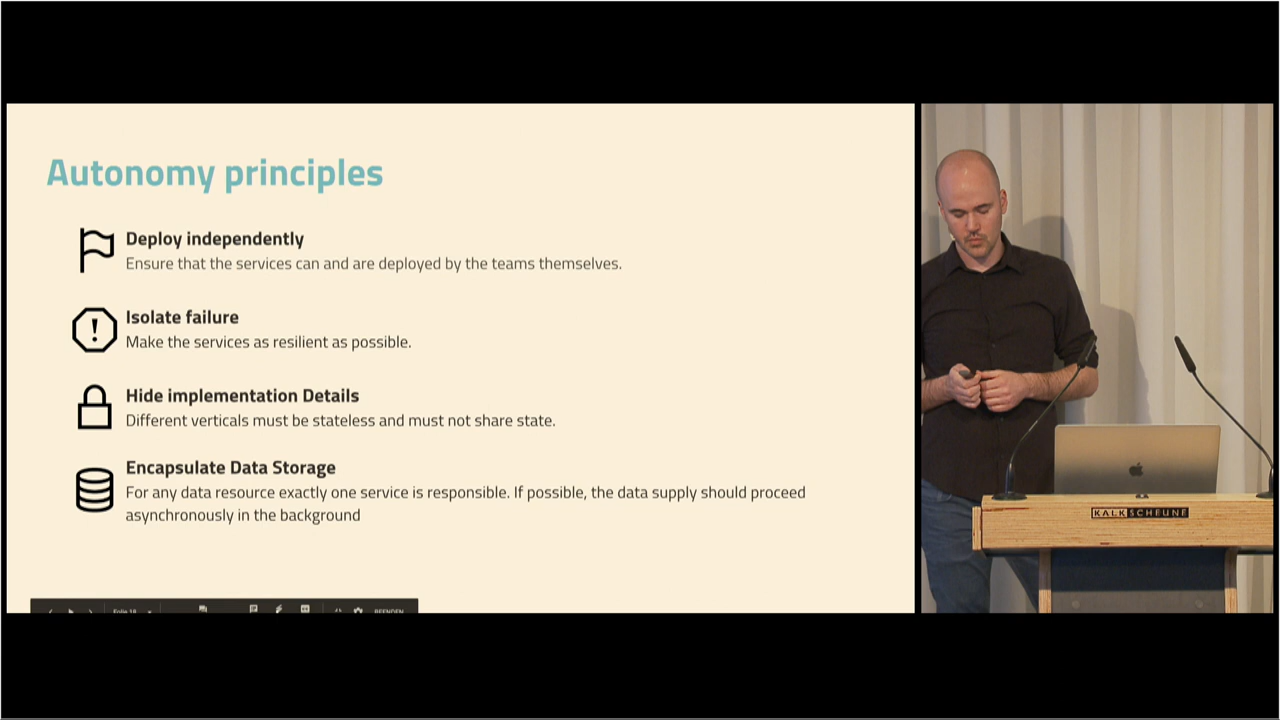 Autonomy principles
Deploy independently
Ensure that the services can and are deployed by the teams themselves.
Isolate failure
Make the services as resilient as possible.
Hide implementation Details
Different verticals must be stateless and must not share state.
Encapsulate Data Storage
For any data resource exactly one service is responsible. If possible, the data supply should proceed
asynchronously in the background
Folie 18
BEENDEN
KALKSCHEUNE